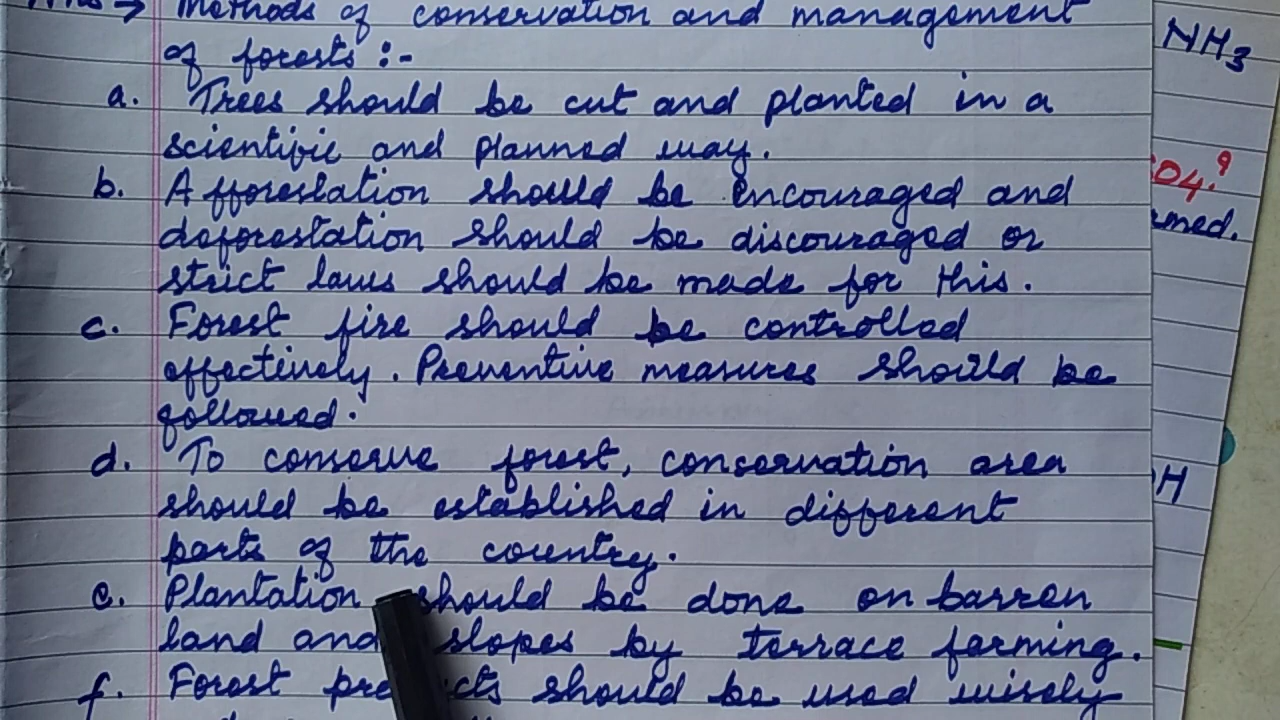 Ans → Methods of conservation and management
of forests :-
a. Trees should be cut and planted in a
scientific and planned way.
b. Afforestation should be encouraged and
deforestation should be discouraged or
strict laws should be made for this.
c. Forest fire should be controlled
effectively. Preventive measures should be
followed.
d. To conserve forest, conservation area
should be established in different
parts of the country.
e. Plantation should be done on barren
land and slopes by terrace farming.
f. Forest products should be used wisely
NH3
SO4.?
rmed.
OH